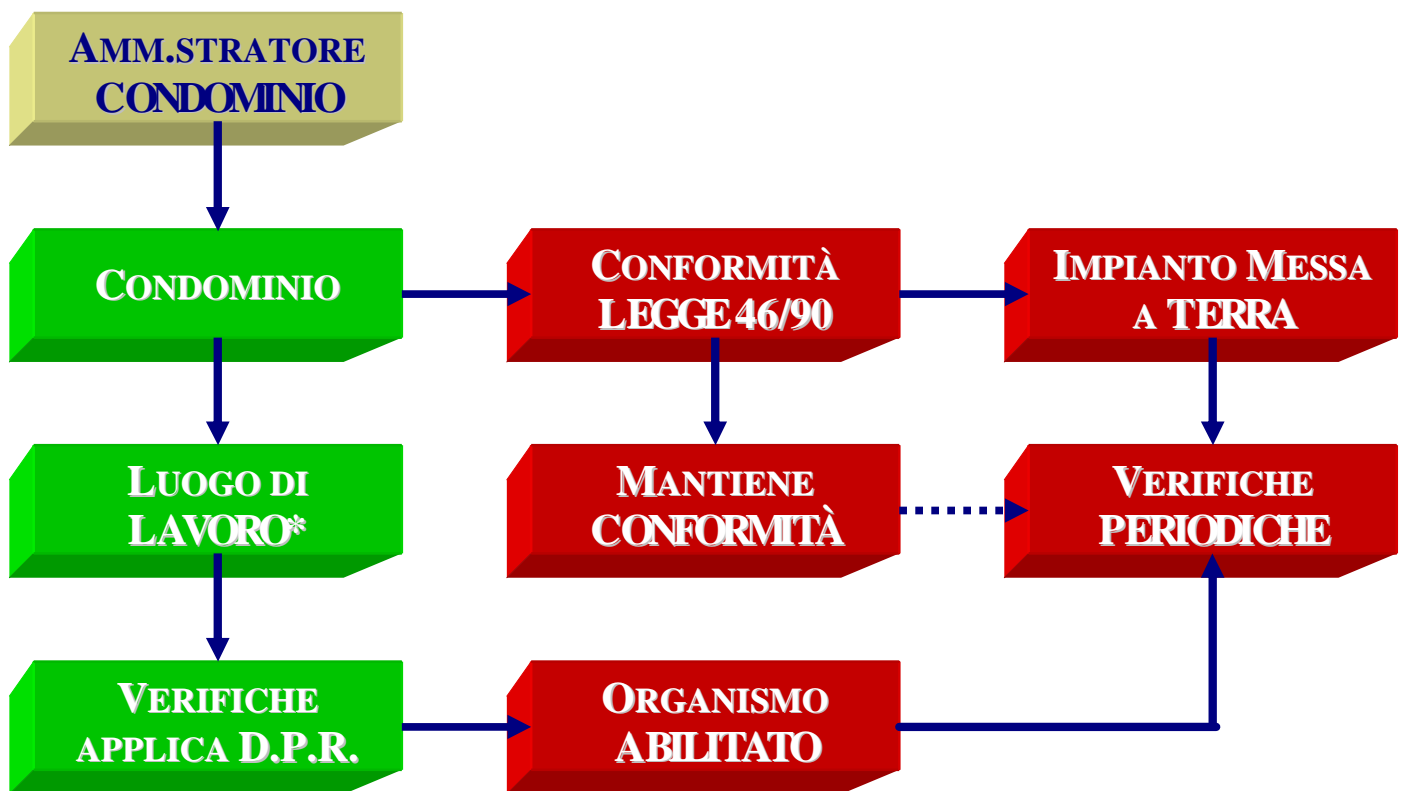 AMM.STRATORE
CONDOMINIO
CONDOMINIO
CONFORMITÀ
LEGGE 46/90
IMPIANTO MESSA
A TERRA
LUOGO DI
LAVORO*
MANTIENE
CONFORMITÀ
VERIFICHE
PERIODICHE
VERIFICHE
APPLICA D.P.R.
ORGANISMO
ABILITATO